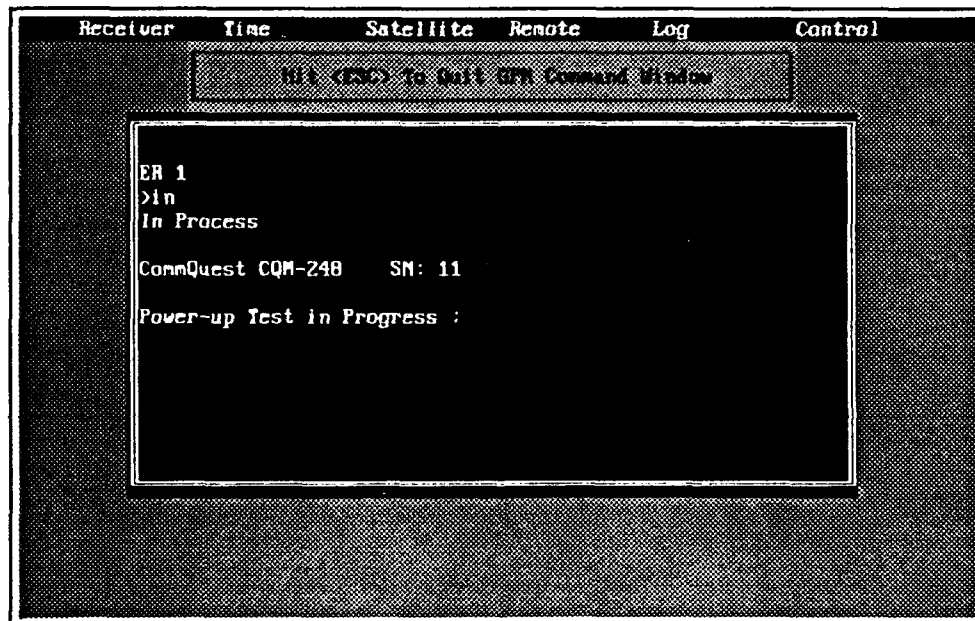 Receiver Time Satellite Remote Log Control
Hit <ESC> To Quit GPM Command Window
ER 1
>in
In Process
CommQuest CQM-248 SN: 11
Power-up Test in Progress :